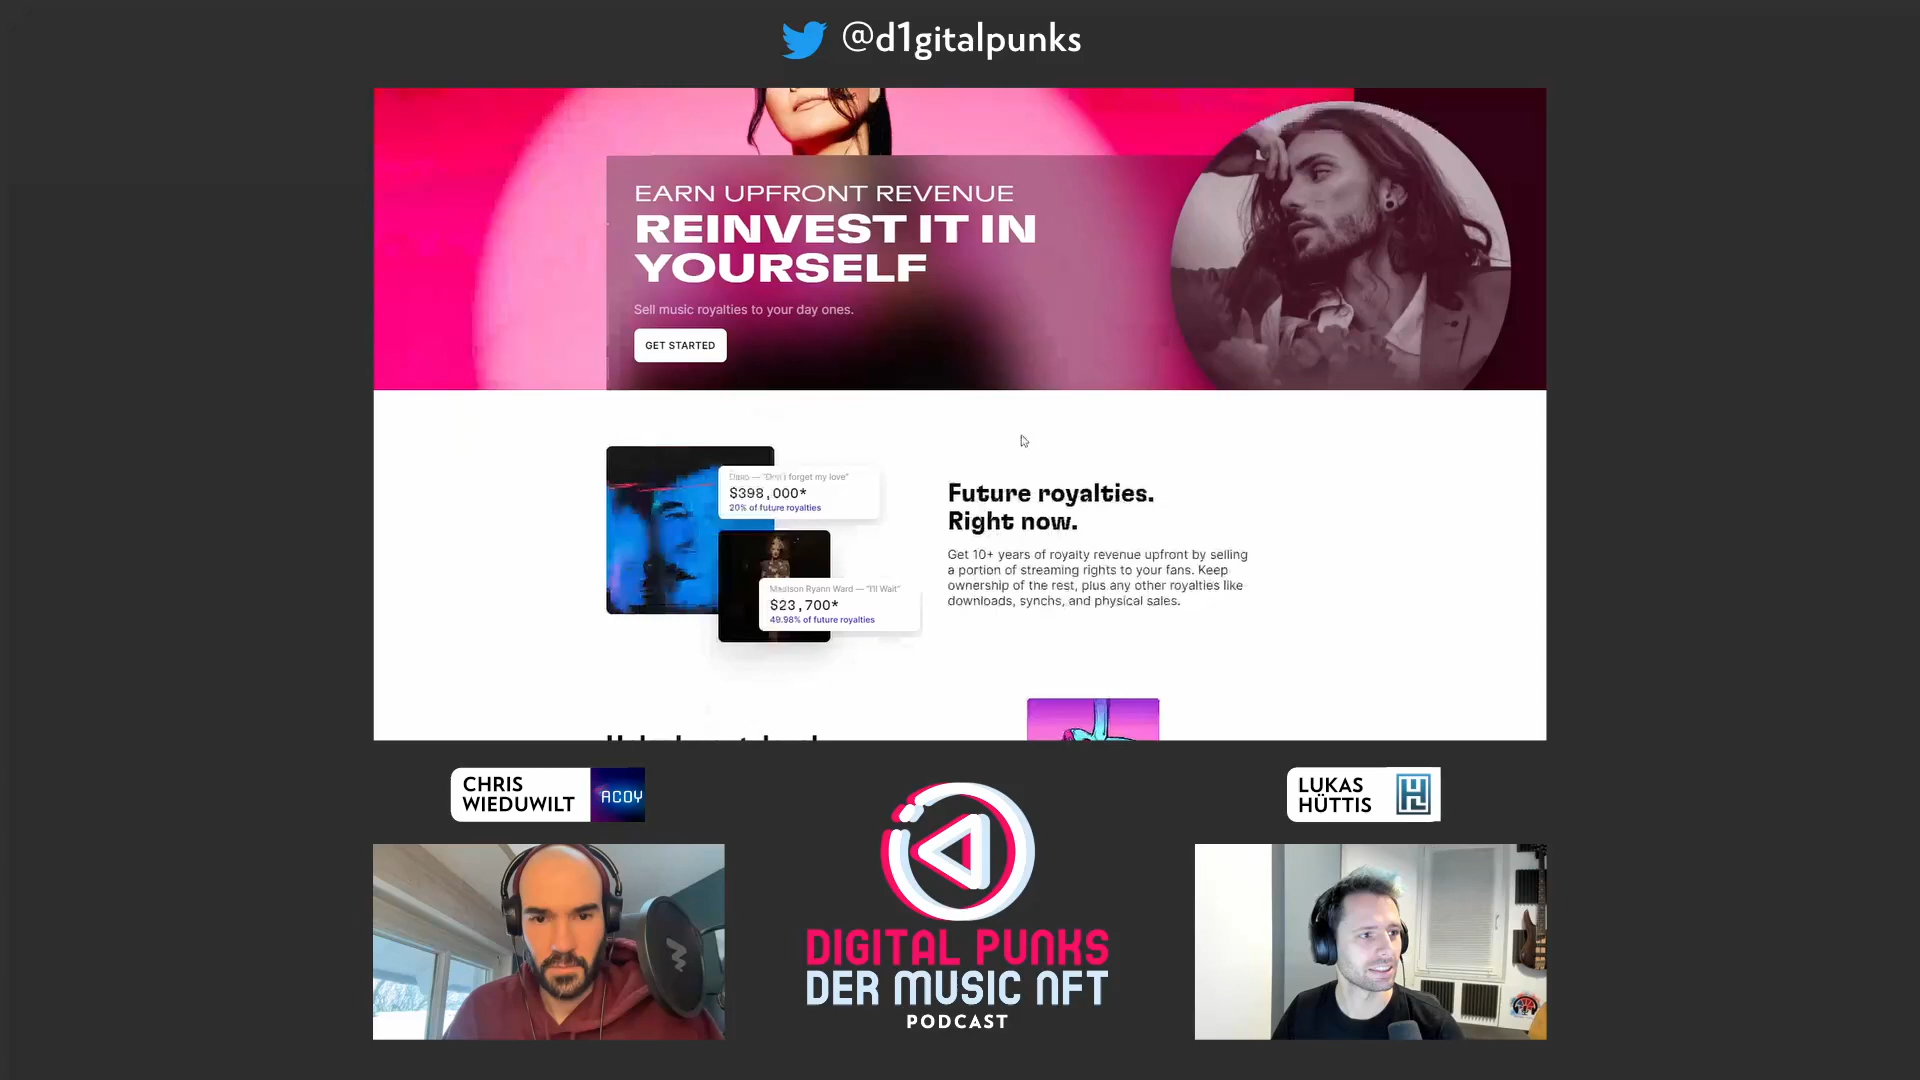 @d1gitalpunks
EARN UPFRONT REVENUE
REINVEST IT IN
YOURSELF
Sell music royalties to your day ones.
GET STARTED
— "Don't forget my love"
$398,000*
20% of future royalties
Madison Ryann Ward — "I'll Wait"
$23,700*
49.98% of future royalties
Future royalties.
Right now.
Get 10+ years of royalty revenue upfront by selling
a portion of streaming rights to your fans. Keep
ownership of the rest, plus any other royalties like
downloads, synchs, and physical sales.
CHRIS
WIEDUWILT
ACOY
LUKAS
HÜTTIS
DIGITAL PUNKS
DER MUSIC NFT
PODCAST